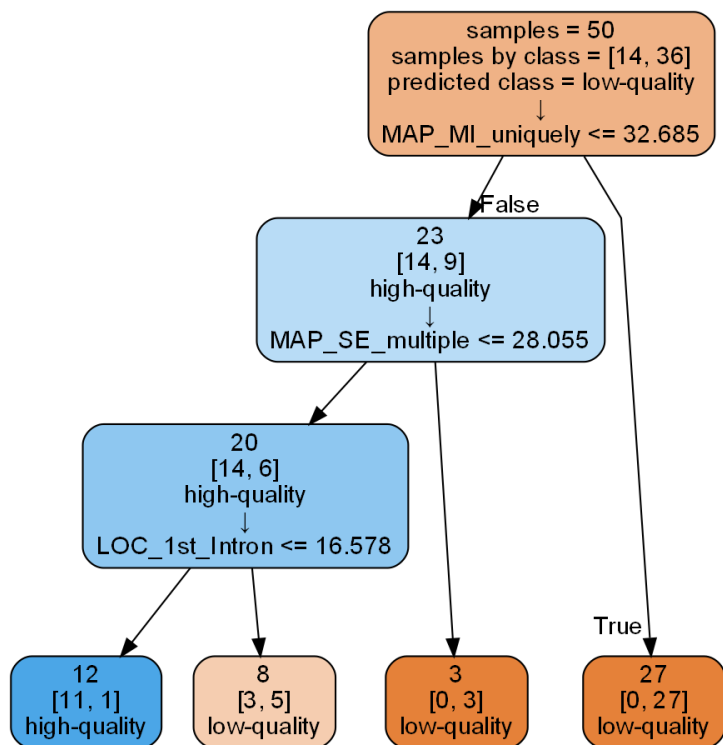 samples = 50
samples by class = [14, 36]
predicted class = low-quality
↓
MAP_MI_uniquely <= 32.685
False
23
[14, 9]
high-quality
↓
MAP_SE_multiple <= 28.055
20
[14, 6]
high-quality
↓
LOC_1st_Intron <= 16.578
True
12
[11, 1]
high-quality
8
[3, 5]
low-quality
3
[0, 3]
low-quality
27
[0, 27]
low-quality